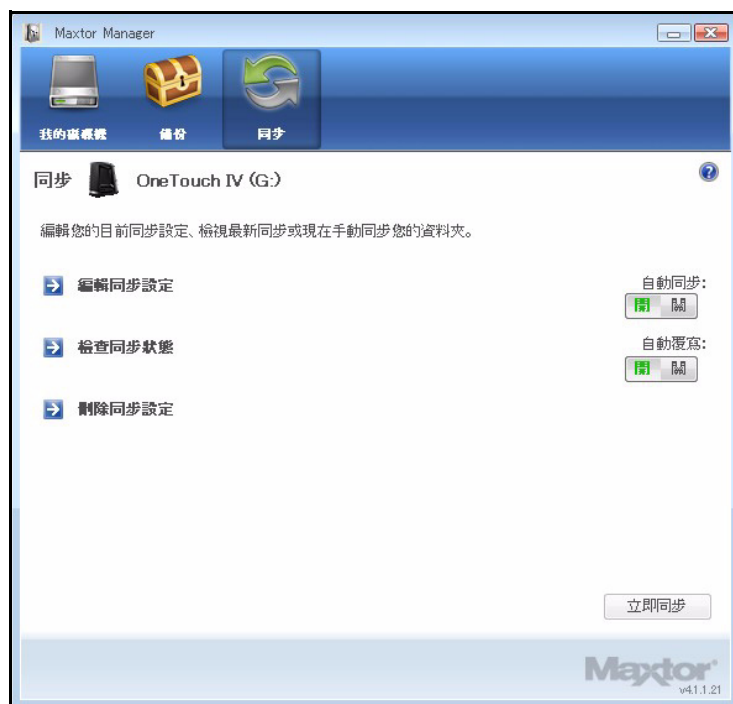 Maxtor Manager
我的磁碟機 備份 同步
同步 OneTouch IV (G:)
編輯您的目前同步設定、檢視最新同步或現在手動同步您的資料夾。
編輯同步設定
自動同步:
開 關
檢查同步狀態
自動覆寫:
開 關
刪除同步設定
立即同步
Maxtor
v4.1.1.21